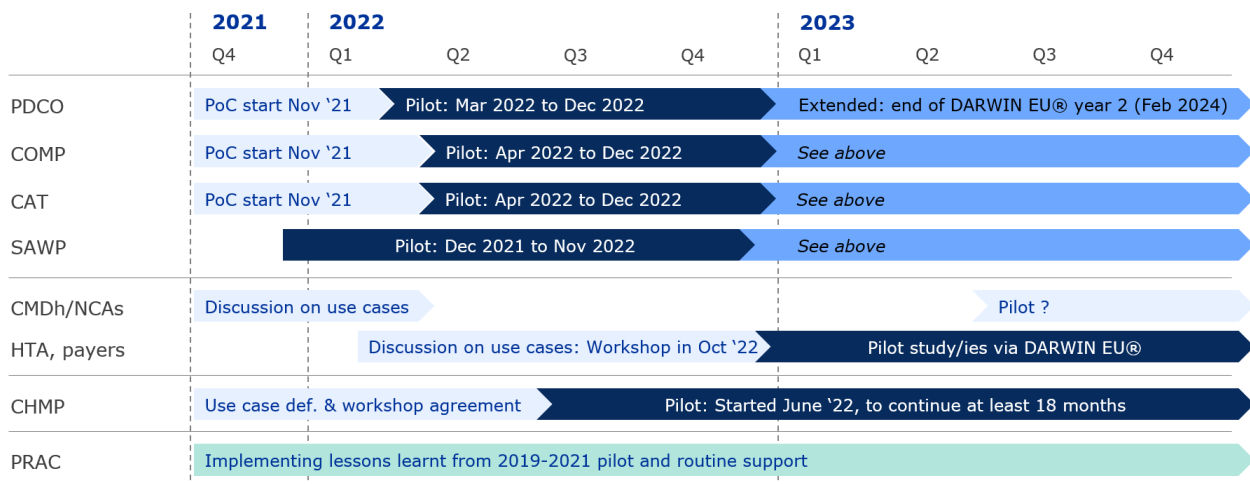 2021 2022 2023
Q4 Q1 Q2 Q3 Q4 Q1 Q2 Q3 Q4
PDCO PoC start Nov ‘21 Pilot: Mar 2022 to Dec 2022 Extended: end of DARWIN EU® year 2 (Feb 2024)
COMP PoC start Nov ‘21 Pilot: Apr 2022 to Dec 2022 See above
CAT PoC start Nov ‘21 Pilot: Apr 2022 to Dec 2022 See above
SAWP Pilot: Dec 2021 to Nov 2022 See above
CMDh/NCAs Discussion on use cases Pilot ?
HTA, payers Discussion on use cases: Workshop in Oct ‘22 Pilot study/ies via DARWIN EU®
CHMP Use case def. & workshop agreement Pilot: Started June ‘22, to continue at least 18 months
PRAC Implementing lessons learnt from 2019-2021 pilot and routine support